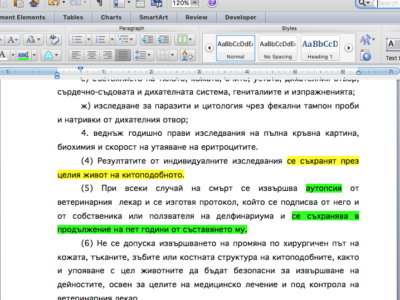 120%
Search
ment Elements
Tables
Charts
SmartArt
Review
Developer
Paragraph
Styles
AaBbCcDdEe
AaBbCcDdEe
AaBbCcD
Normal
No Spacing
Heading 1
Text
сърдечно-съдовата и дихателната система, гениталиите и изпражненията;
ж) изследване за паразити и цитология чрез фекални тампон проби
и натривки от дихателния отвор;
4. веднъж годишно прави изследвания на пълна кръвна картина,
биохимия и скорост на утаяване на еритроцитите.
(4) Резултатите от индивидуалните изследвания се съхранят през
целия живот на китоподобното.
(5) При всеки случай на смърт се извършва аутопсия от
ветеринарния лекар и се изготвя протокол, който се подписва от него и
от собственика или ползвателя на делфинариума и се съхранява в
продължение на пет години от съставянето му.
(6) Не се допуска извършването на промяна по хирургичен път на
кожата, тъканите, зъбите или костната структура на китоподобните, както
и упояване с цел животните да бъдат безопасни за извършване на
дейностите, освен за целите на медицинско лечение и под контрола на
ветеринарния лекар